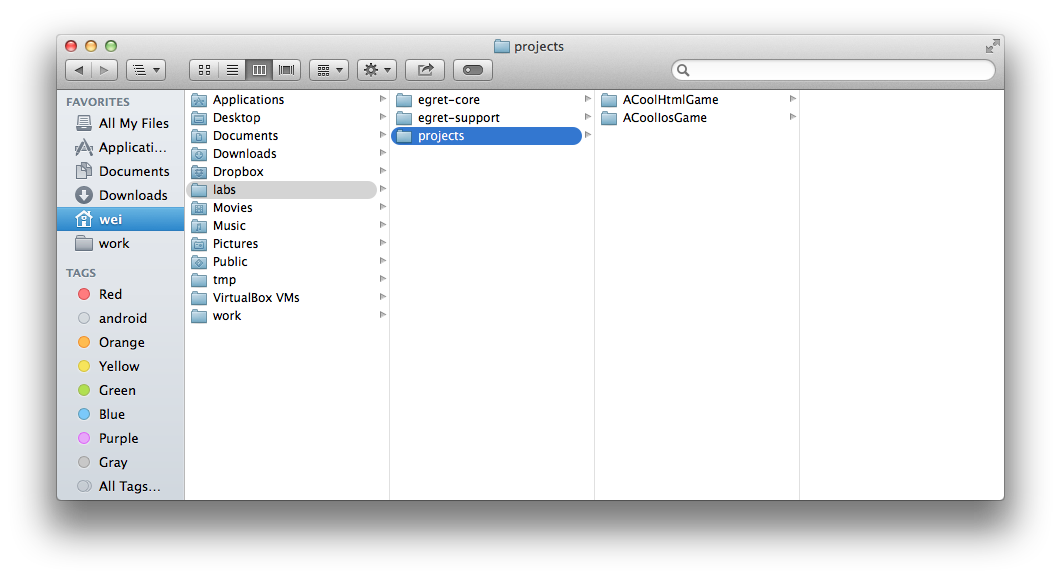 projects
FAVORITES
All My Files
Applicati...
Documents
Downloads
wei
work
TAGS
Red
android
Orange
Yellow
Green
Blue
Purple
Gray
All Tags...
Applications
Desktop
Documents
Downloads
Dropbox
labs
Movies
Music
Pictures
Public
tmp
VirtualBox VMs
work
egret-core
egret-support
projects
ACoolHtmlGame
ACoolIosGame